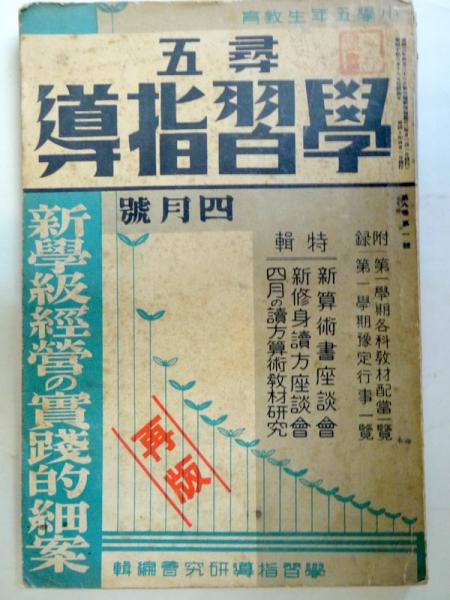 小學五年生教育
尋五
學習指導
四月號
附錄
第一學期各科教材配當一覽
第一學期豫定行事一覽
特輯
新算術書座談會
新修身讀方座談會
四月の讀方算術教材研究
新學級經營の實踐的細案
再版
學習指導研究會編輯